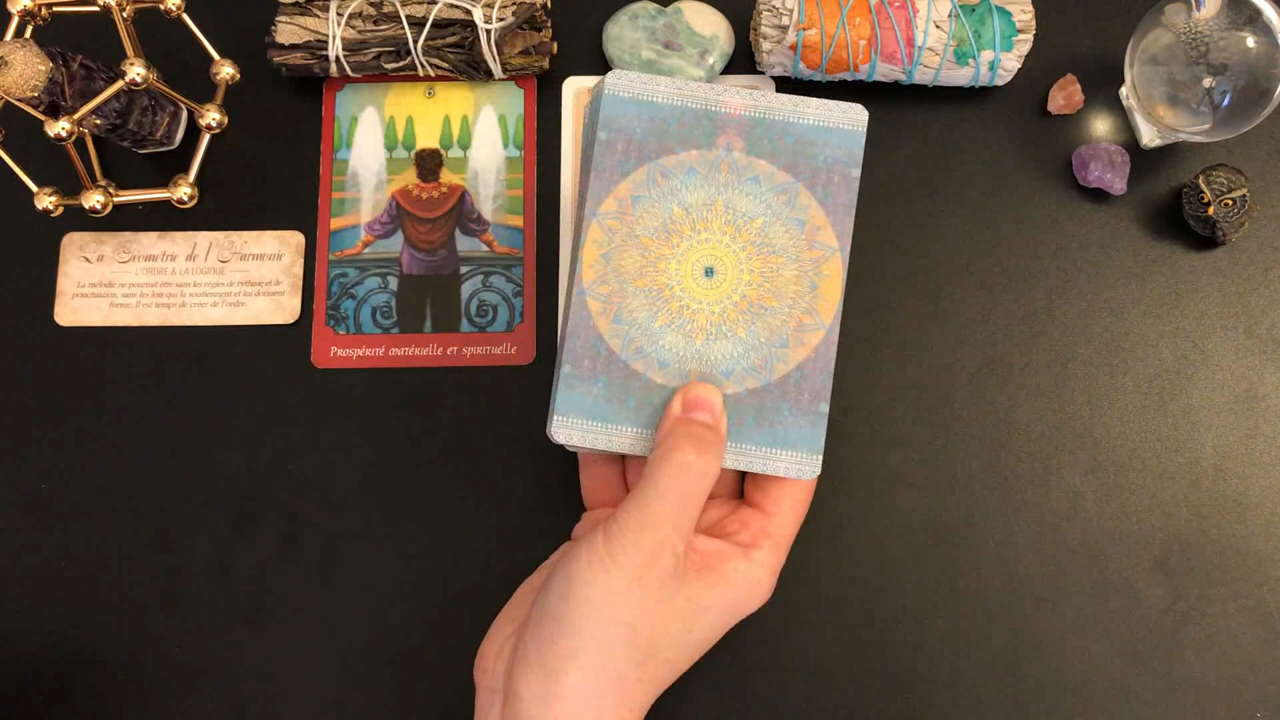 La Géométrie de l'Harmonie
L'ORDRE & LA LOGIQUE
La mélodie ne pourrait être sans les règles de rythme et de
ponctuation, sans les lois qui la soutiennent et lui donnent
forme. Il est temps de créer de l'ordre.
6
Prospérité matérielle et spirituelle